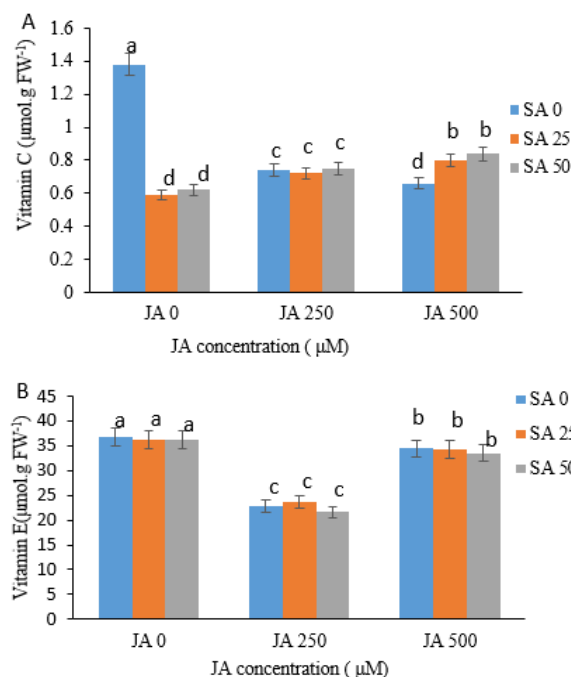 A
Vitamin C (µmol.g FW⁻¹)
1.6
1.4
1.2
1
0.8
0.6
0.4
0.2
0
a
d
d
c
c
c
d
b
b
SA 0
SA 25
SA 50
JA 0
JA 250
JA 500
JA concentration ( µM)
B
Vitamin E(µmol.g FW⁻¹)
45
40
35
30
25
20
15
10
5
0
a
a
a
c
c
c
b
b
b
SA 0
SA 25
SA 50
JA 0
JA 250
JA 500
JA concentration ( µM)